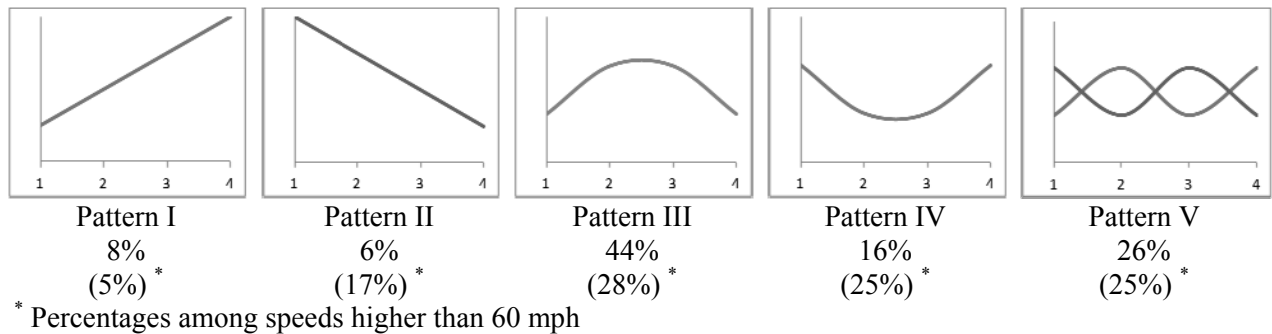 1 2 3 4 1 2 3 4 1 2 3 4 1 2 3 4 1 2 3 4
Pattern I Pattern II Pattern III Pattern IV Pattern V
8% 6% 44% 16% 26%
(5%) * (17%) * (28%) * (25%) * (25%) *
* Percentages among speeds higher than 60 mph